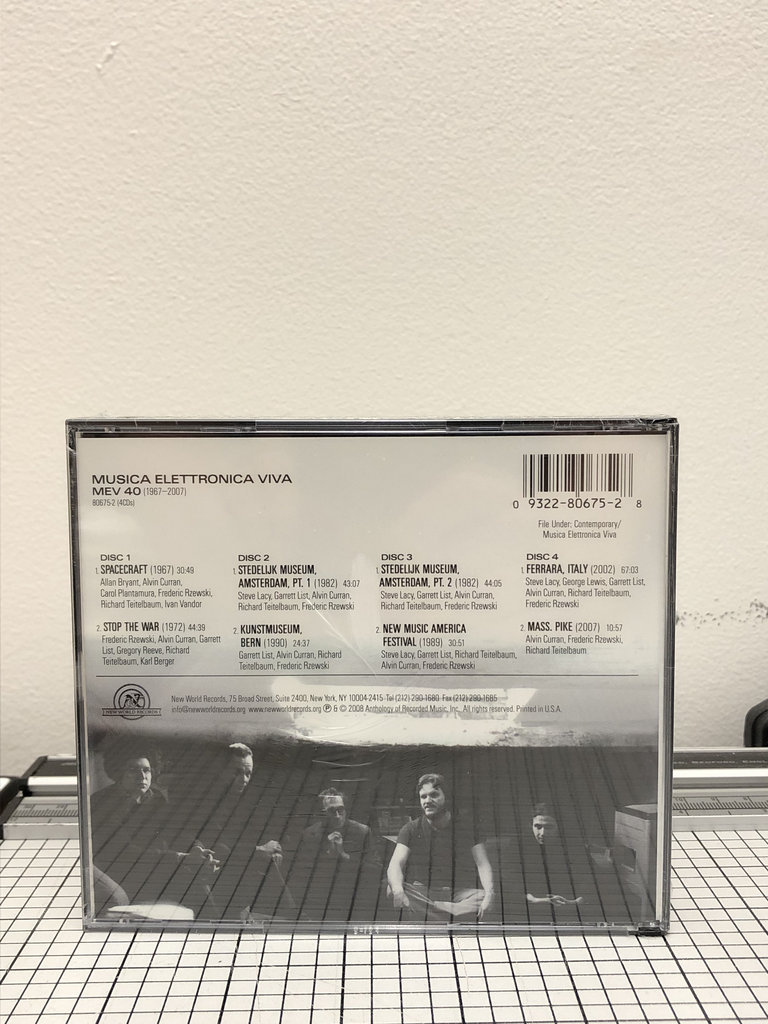 MUSICA ELETTRONICA VIVA
MEV 40 (1967–2007)
80675-2 (4CDs)
0 9322-80675-2 8
File Under: Contemporary/
Musica Elettronica Viva
DISC 1
1. SPACECRAFT (1967) 30:49
Allan Bryant, Alvin Curran,
Carol Plantamura, Frederic Rzewski,
Richard Teitelbaum, Ivan Vandor
2. STOP THE WAR (1972) 44:39
Frederic Rzewski, Alvin Curran, Garrett
List, Gregory Reeve, Richard
Teitelbaum, Karl Berger
DISC 2
1. STEDELIJK MUSEUM,
AMSTERDAM, PT. 1 (1982) 43:07
Steve Lacy, Garrett List, Alvin Curran,
Richard Teitelbaum, Frederic Rzewski
2. KUNSTMUSEUM,
BERN (1990) 24:37
Garrett List, Alvin Curran, Richard
Teitelbaum, Frederic Rzewski
DISC 3
1. STEDELIJK MUSEUM,
AMSTERDAM, PT. 2 (1982) 44:05
Steve Lacy, Garrett List, Alvin Curran,
Richard Teitelbaum, Frederic Rzewski
2. NEW MUSIC AMERICA
FESTIVAL (1989) 30:51
Steve Lacy, Garrett List, Richard Teitelbaum,
Alvin Curran, Frederic Rzewski
DISC 4
1. FERRARA, ITALY (2002) 67:03
Steve Lacy, George Lewis, Garrett List,
Alvin Curran, Richard Teitelbaum,
Frederic Rzewski
2. MASS. PIKE (2007) 10:57
Alvin Curran, Frederic Rzewski,
Richard Teitelbaum
NEW WORLD RECORDS
New World Records, 75 Broad Street, Suite 2400, New York, NY 10004-2415 Tel (212) 290-1680 Fax (212) 290-1685
info@newworldrecords.org www.newworldrecords.org ℗ & © 2008 Anthology of Recorded Music, Inc. All rights reserved. Printed in U.S.A.